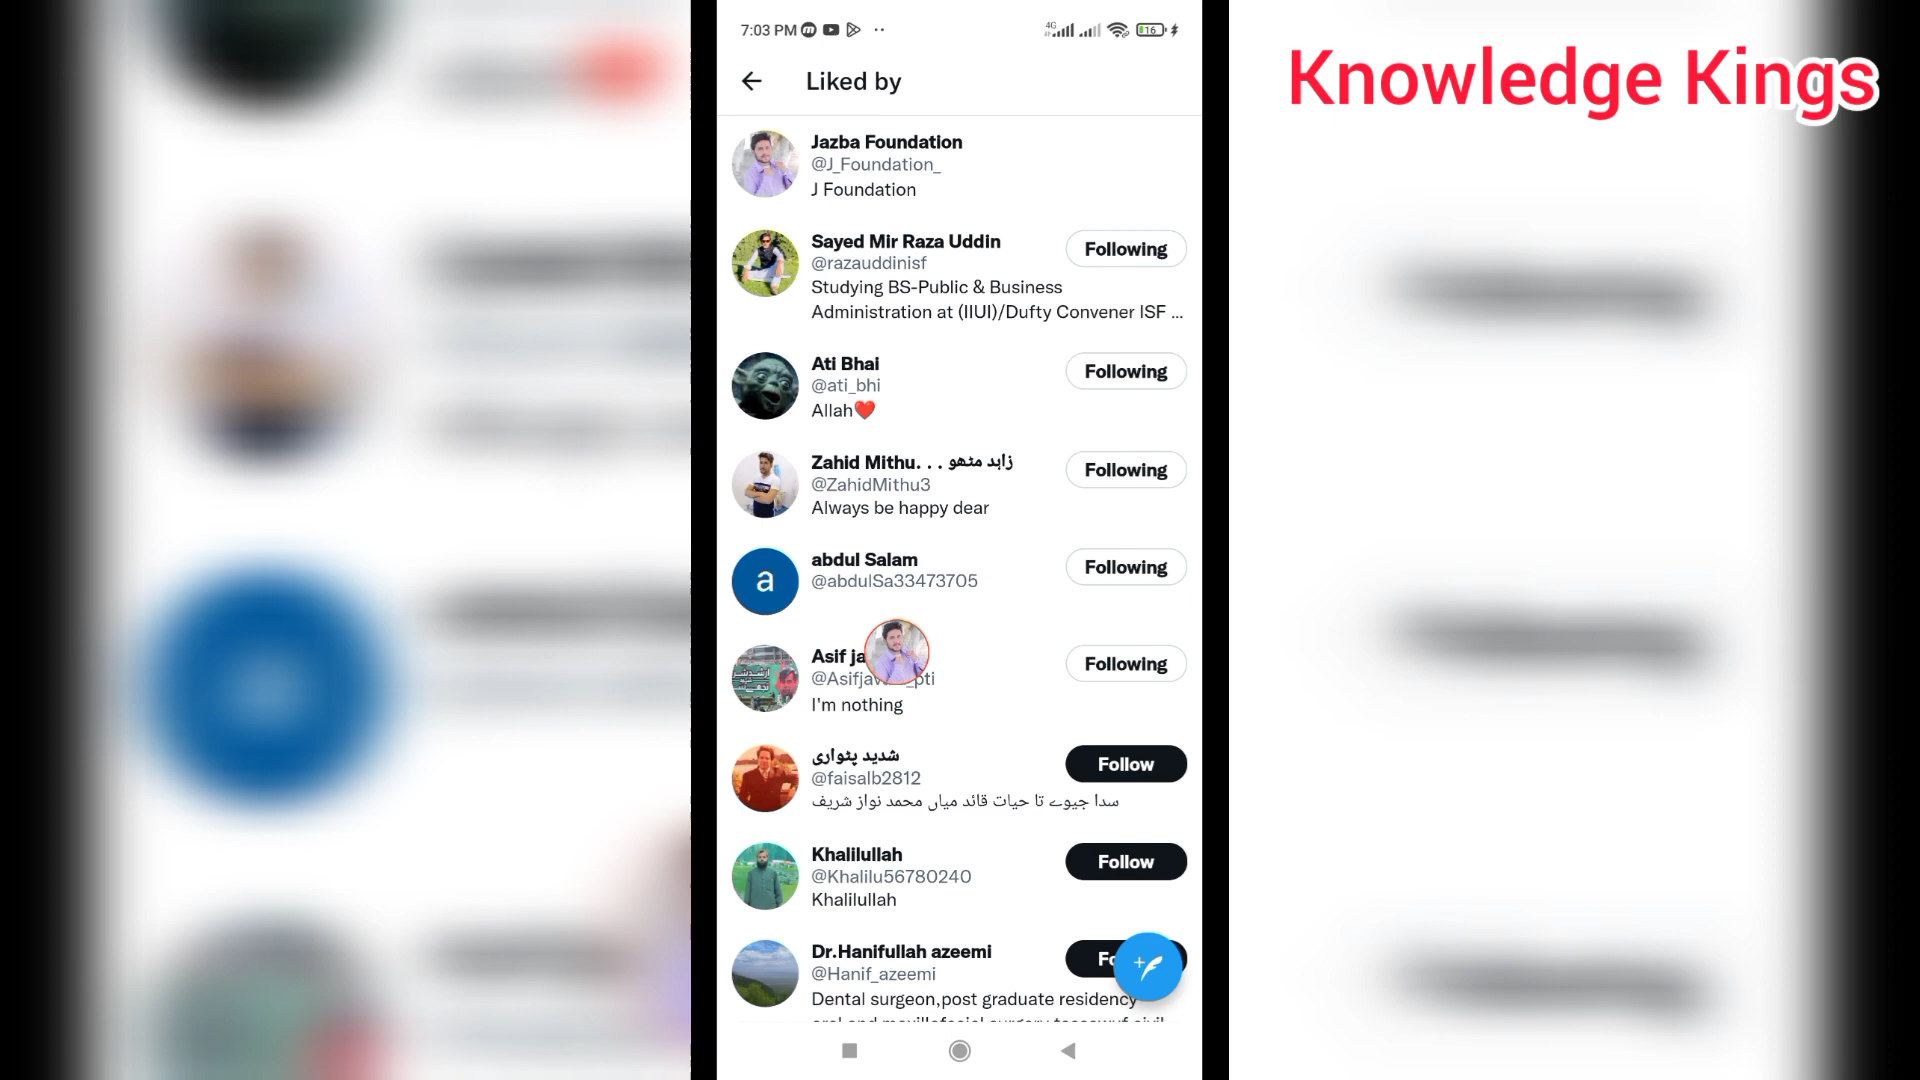 7:03 PM
4G
16
Knowledge Kings
Liked by
Jazba Foundation
@J_Foundation_
J Foundation
Sayed Mir Raza Uddin
Following
@razauddinisf
Studying BS-Public & Business
Administration at (IIUI)/Dufty Convener ISF ...
Ati Bhai
Following
@ati_bhi
Allah❤️
Zahid Mithu. . . زاہد مٹھو
Following
@ZahidMithu3
Always be happy dear
a
abdul Salam
Following
@abdulSa33473705
Asif
Following
I'm nothing
شدید پٹواری
Follow
@faisalb2812
سدا جیوے تا حیات قائد میاں محمد نواز شریف
Khalilullah
Follow
@Khalilu56780240
Khalilullah
Dr.Hanifullah azeemi
@Hanif_azeemi
Dental surgeon,post graduate residency